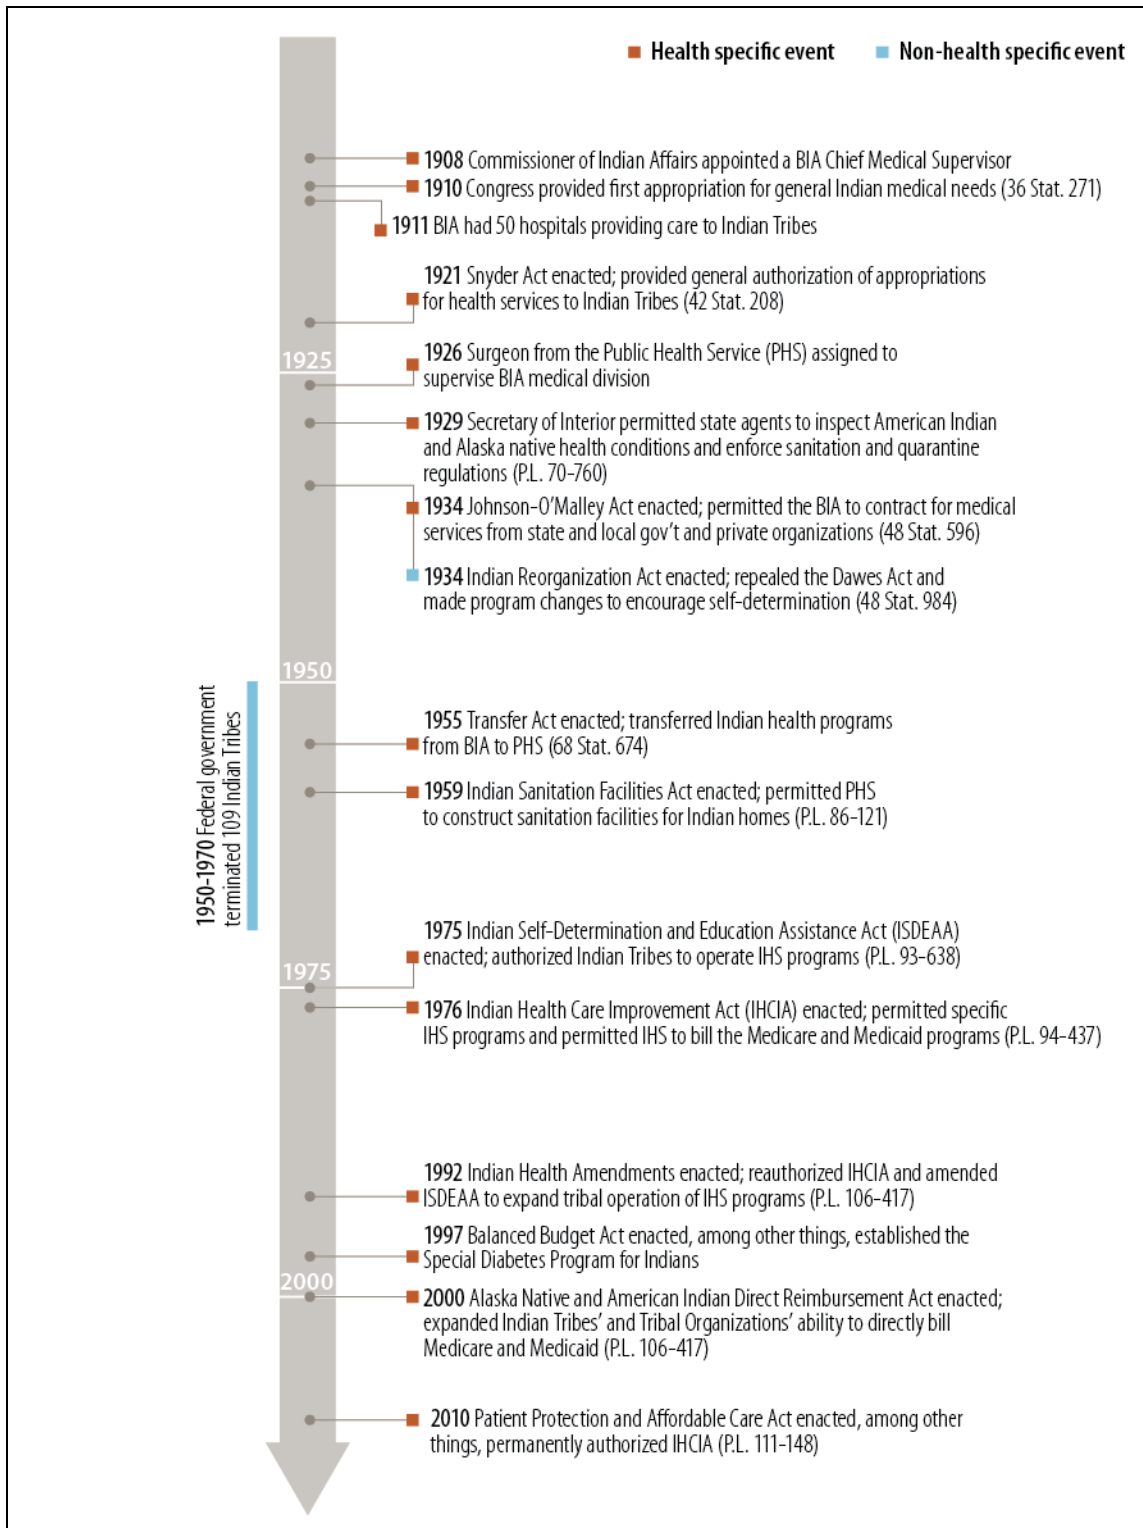 Health specific event
Non-health specific event
1908 Commissioner of Indian Affairs appointed a BIA Chief Medical Supervisor
1910 Congress provided first appropriation for general Indian medical needs (36 Stat. 271)
1911 BIA had 50 hospitals providing care to Indian Tribes
1921 Snyder Act enacted; provided general authorization of appropriations
for health services to Indian Tribes (42 Stat. 208)
1925
1926 Surgeon from the Public Health Service (PHS) assigned to
supervise BIA medical division
1929 Secretary of Interior permitted state agents to inspect American Indian
and Alaska native health conditions and enforce sanitation and quarantine
regulations (P.L. 70-760)
1934 Johnson-O'Malley Act enacted; permitted the BIA to contract for medical
services from state and local gov't and private organizations (48 Stat. 596)
1934 Indian Reorganization Act enacted; repealed the Dawes Act and
made program changes to encourage self-determination (48 Stat. 984)
1950
1950-1970 Federal government
terminated 109 Indian Tribes
1955 Transfer Act enacted; transferred Indian health programs
from BIA to PHS (68 Stat. 674)
1959 Indian Sanitation Facilities Act enacted; permitted PHS
to construct sanitation facilities for Indian homes (P.L. 86-121)
1975 Indian Self-Determination and Education Assistance Act (ISDEAA)
enacted; authorized Indian Tribes to operate IHS programs (P.L. 93-638)
1975
1976 Indian Health Care Improvement Act (IHCIA) enacted; permitted specific
IHS programs and permitted IHS to bill the Medicare and Medicaid programs (P.L. 94-437)
1992 Indian Health Amendments enacted; reauthorized IHCIA and amended
ISDEAA to expand tribal operation of IHS programs (P.L. 106-417)
1997 Balanced Budget Act enacted, among other things, established the
Special Diabetes Program for Indians
2000
2000 Alaska Native and American Indian Direct Reimbursement Act enacted;
expanded Indian Tribes' and Tribal Organizations' ability to directly bill
Medicare and Medicaid (P.L. 106-417)
2010 Patient Protection and Affordable Care Act enacted, among other
things, permanently authorized IHCIA (P.L. 111-148)